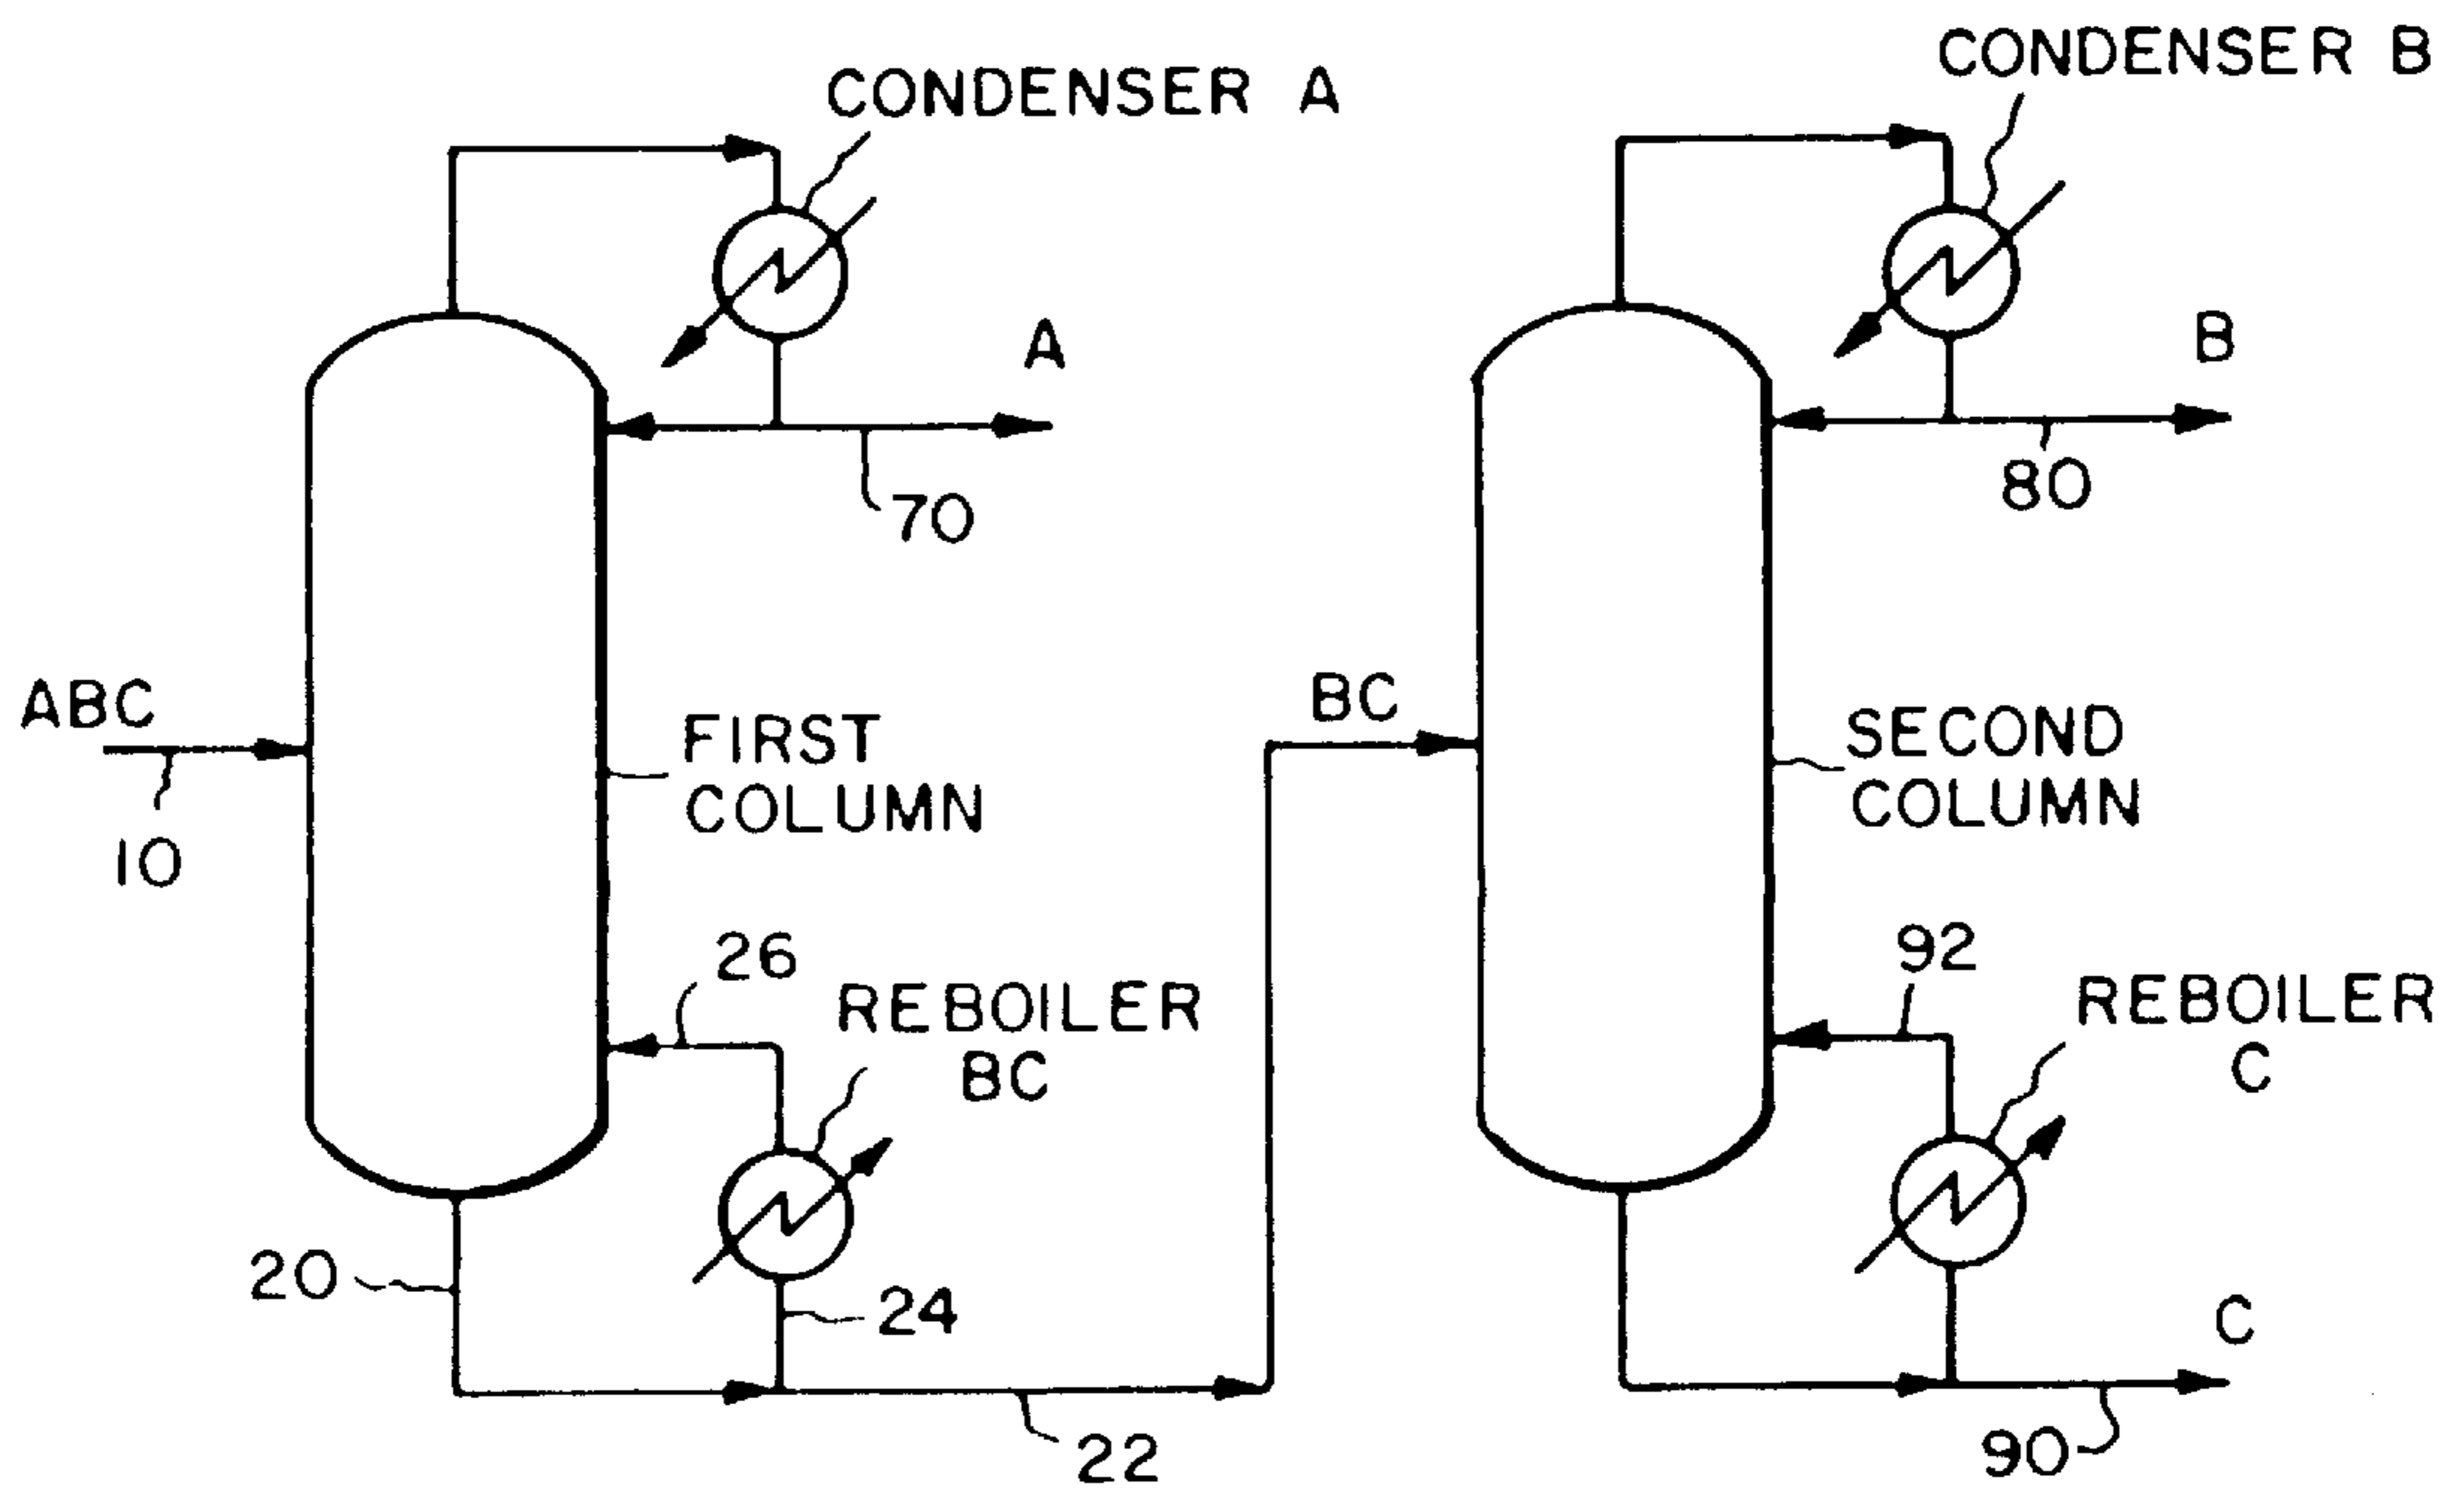 CONDENSER A
CONDENSER B
A
B
70
80
ABC
10
FIRST
COLUMN
BC
SECOND
COLUMN
26
REBOILER
BC
92
REBOILER
C
20
24
C
22
90